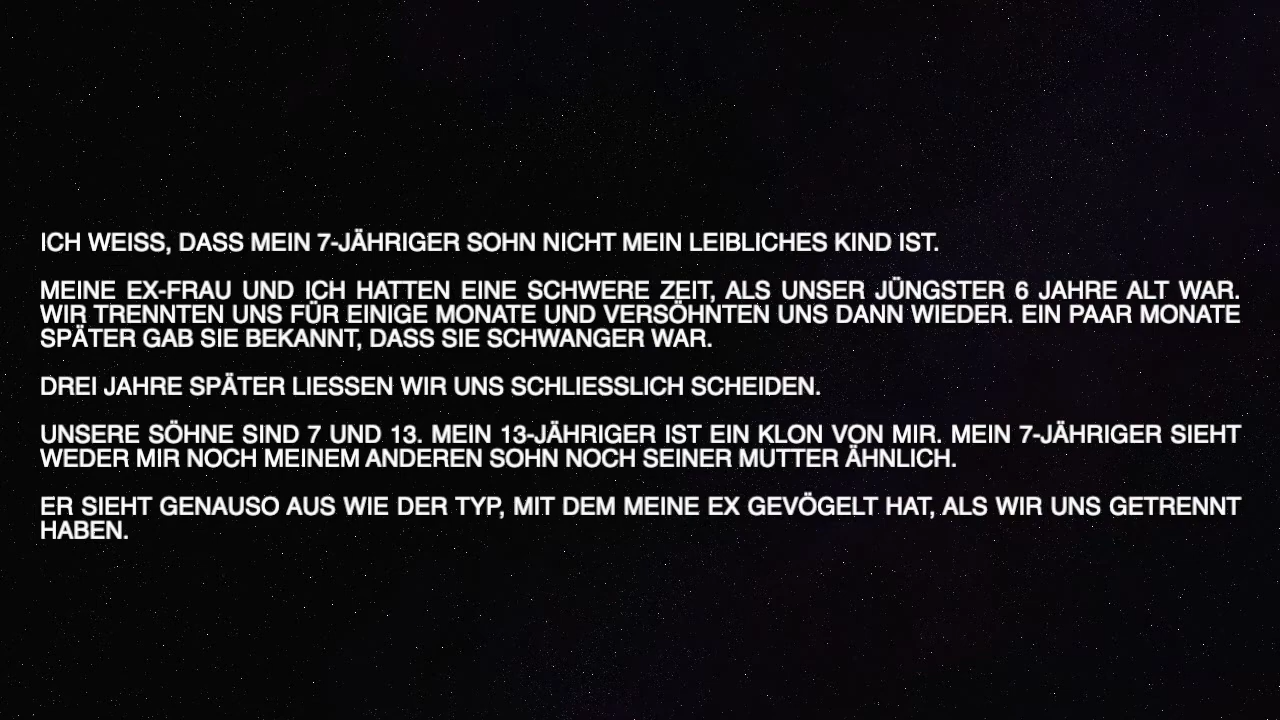 ICH WEISS, DASS MEIN 7-JÄHRIGER SOHN NICHT MEIN LEIBLICHES KIND IST.
MEINE EX-FRAU UND ICH HATTEN EINE SCHWERE ZEIT, ALS UNSER JÜNGSTER 6 JAHRE ALT WAR.
WIR TRENNTEN UNS FÜR EINIGE MONATE UND VERSÖHNTEN UNS DANN WIEDER. EIN PAAR MONATE
SPÄTER GAB SIE BEKANNT, DASS SIE SCHWANGER WAR.
DREI JAHRE SPÄTER LIESSEN WIR UNS SCHLIESSLICH SCHEIDEN.
UNSERE SÖHNE SIND 7 UND 13. MEIN 13-JÄHRIGER IST EIN KLON VON MIR. MEIN 7-JÄHRIGER SIEHT
WEDER MIR NOCH MEINEM ANDEREN SOHN NOCH SEINER MUTTER ÄHNLICH.
ER SIEHT GENAUSO AUS WIE DER TYP, MIT DEM MEINE EX GEVÖGELT HAT, ALS WIR UNS GETRENNT
HABEN.